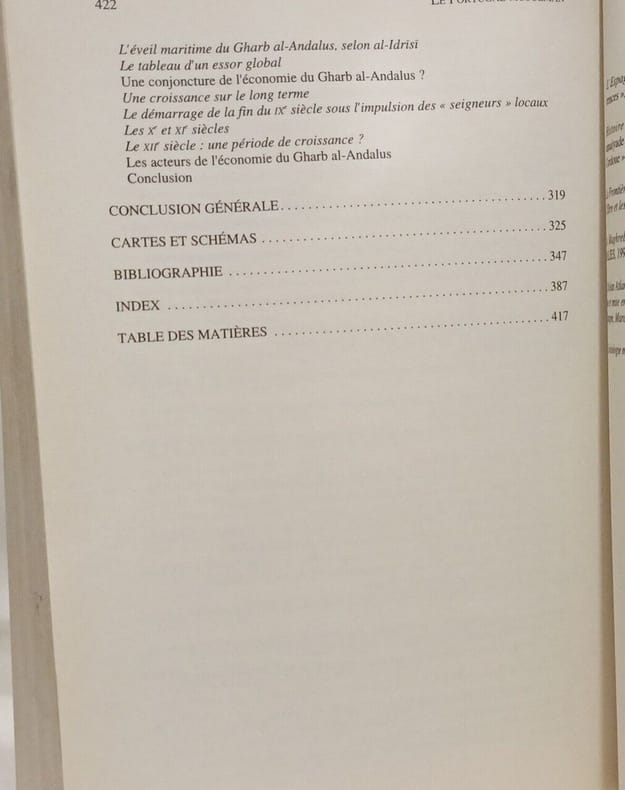 422 LE PORTUGAL MUSULMAN
L'éveil maritime du Gharb al-Andalus, selon al-Idrīsī
Le tableau d'un essor global
Une conjoncture de l'économie du Gharb al-Andalus ?
Une croissance sur le long terme
Le démarrage de la fin du IXe siècle sous l'impulsion des « seigneurs » locaux
Les Xe et XIe siècles
Le XIIe siècle : une période de croissance ?
Les acteurs de l'économie du Gharb al-Andalus
Conclusion
CONCLUSION GÉNÉRALE........................................319
CARTES ET SCHÉMAS ........................................325
BIBLIOGRAPHIE ........................................347
INDEX ........................................387
TABLE DES MATIÈRES ........................................417